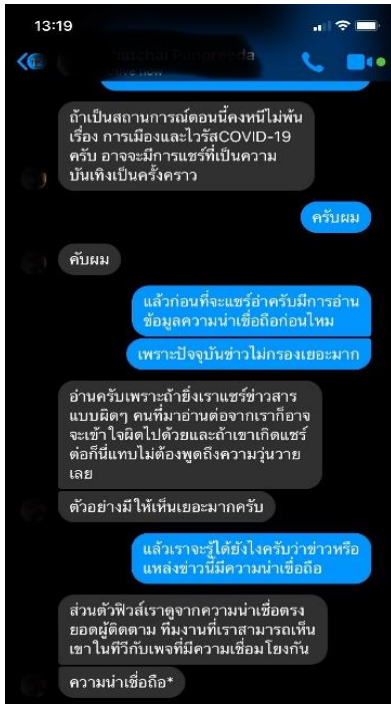 13:19
ถ้าเป็นสถานการณ์ตอนนี้คงหนีไม่พ้น
เรื่อง การเมืองและไวรัสCOVID-19
ครับ อาจจะมีการแชร์ที่เป็นความ
บันเทิงเป็นครั้งคราว
ครับผม
คับผม
แล้วก่อนที่จะแชร์อ่าครับมีการอ่าน
ข้อมูลความน่าเชื่อถือก่อนไหม
เพราะปัจจุบันข่าวไม่กรองเยอะมาก
อ่านครับเพราะถ้ายิ่งเราแชร์ข่าวสาร
แบบผิดๆ คนที่มาอ่านต่อจากเราก็อาจ
จะเข้าใจผิดไปด้วยและถ้าเขาเกิดแชร์
ต่อก็นี่แทบไม่ต้องพูดถึงความวุ่นวาย
เลย
ตัวอย่างมีให้เห็นเยอะมากครับ
แล้วเราจะรู้ได้ยังไงครับว่าข่าวหรือ
แหล่งข่าวนี้มีความน่าเชื่อถือ
ส่วนตัวฟิวส์เราดูจากความน่าเชื่อตรง
ยอดผู้ติดตาม ทีมงานที่เราสามารถเห็น
เขาในทีวีกับเพจที่มีความเชื่อมโยงกัน
ความน่าเชื่อถือ*